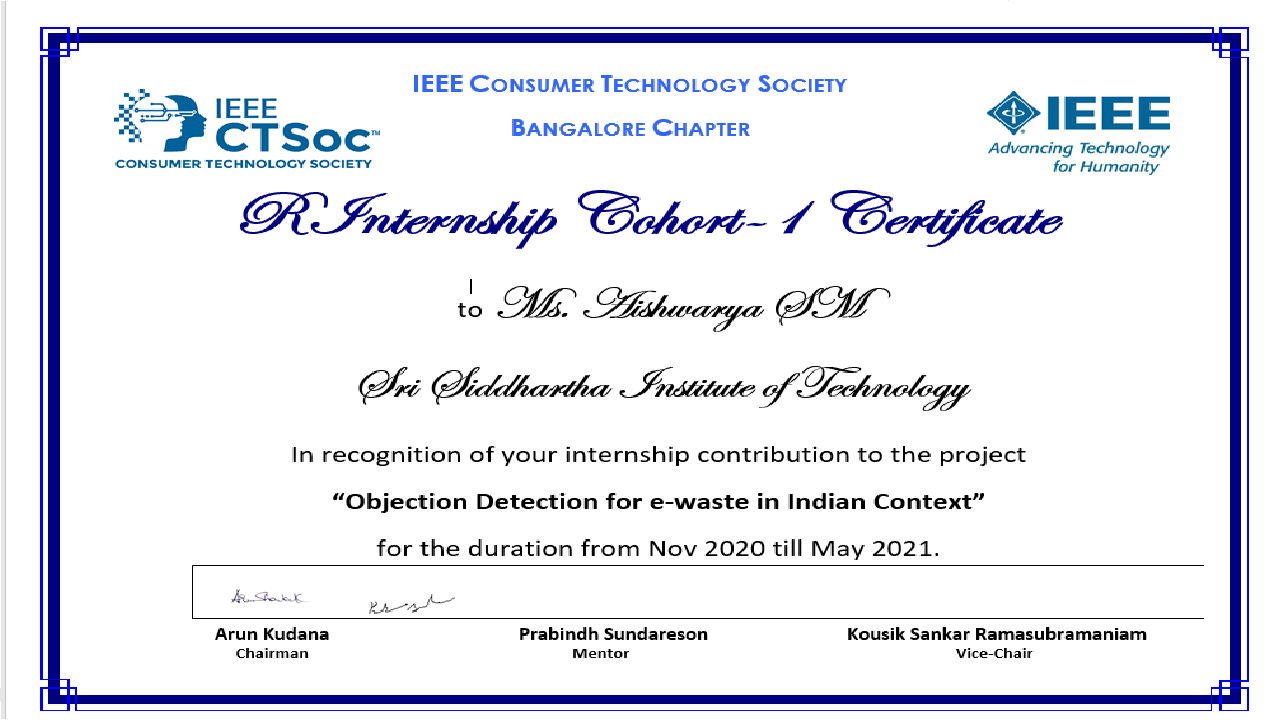 IEEE CONSUMER TECHNOLOGY SOCIETY
BANGALORE CHAPTER
IEEE
CTSoc™
CONSUMER TECHNOLOGY SOCIETY
IEEE
Advancing Technology
for Humanity
R Internship Cohort- 1 Certificate
I
to Ms. Aishwarya SM
Sri Siddhartha Institute of Technology
In recognition of your internship contribution to the project
“Objection Detection for e-waste in Indian Context”
for the duration from Nov 2020 till May 2021.
Arun Kudana Prabindh Sundareson Kousik Sankar Ramasubramaniam
Chairman Mentor Vice-Chair